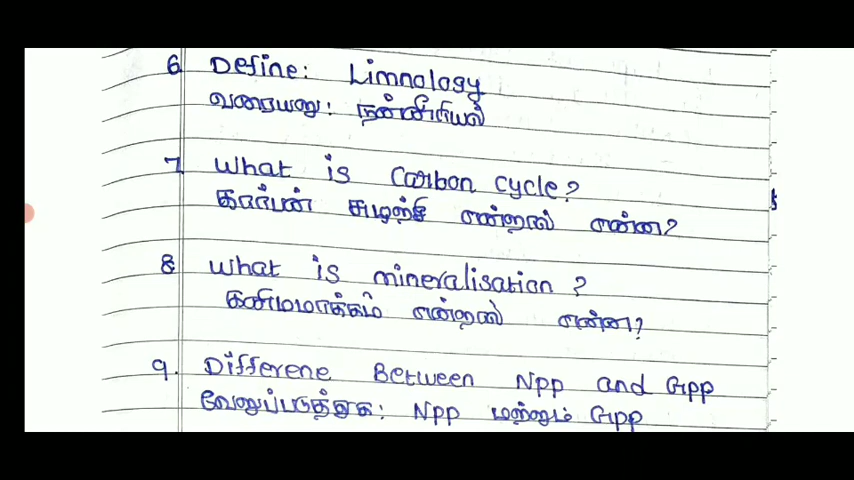 6 Define: Limnology
வரையறு: நன்னீரியல்
7 What is carbon cycle?
கார்பன் சுழற்சி என்றால் என்ன?
8 What is mineralisation?
கனிமமாக்கம் என்றால் என்ன?
9. Differene Between Npp and Gpp
வேறுப்படுத்துக: Npp மற்றும் Gpp